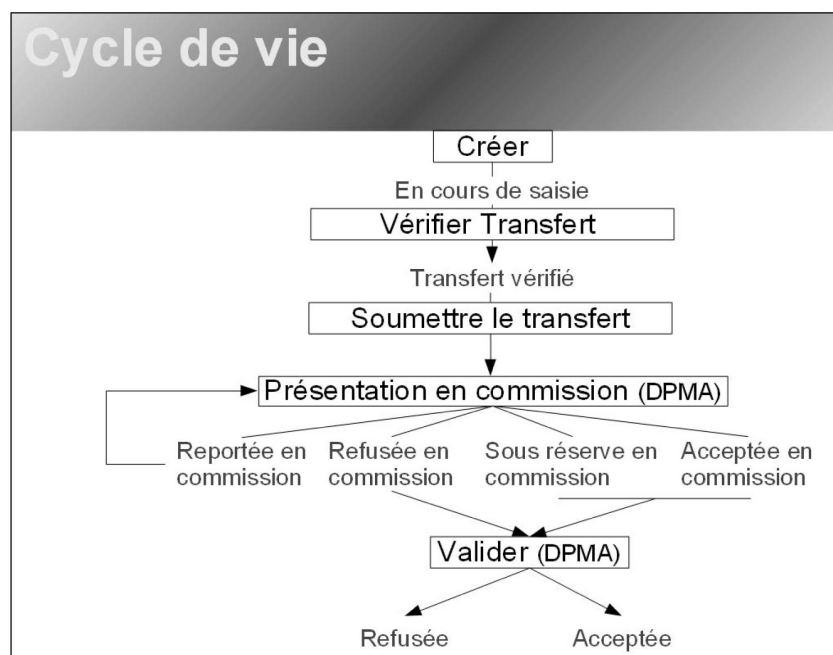 Cycle de vie
Créer
En cours de saisie
Vérifier Transfert
Transfert vérifié
Soumettre le transfert
Présentation en commission (DPMA)
Reportée en commission
Refusée en commission
Sous réserve en commission
Acceptée en commission
Valider (DPMA)
Refusée
Acceptée